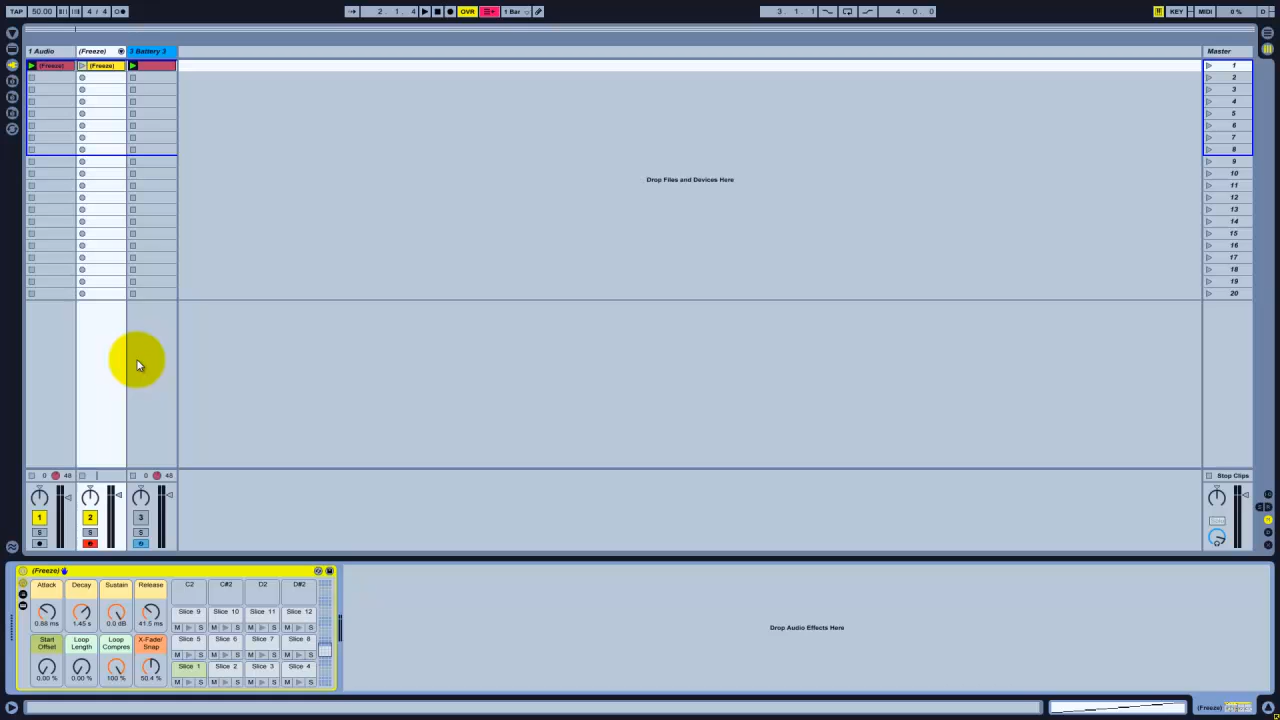 TAP 50.00 4 / 4 2. 1. 4 OVR 1 Bar 3. 1. 1 4. 0. 0 KEY MIDI 0 % D
1 Audio (Freeze) 3 Battery 3 Master
(Freeze) (Freeze) 1
2
3
4
5
6
7
8
9
10
11
12
13
14
15
16
17
18
19
20
Drop Files and Devices Here
0 48 0 48 Stop Clips
1 2 3
S S S
(Freeze)
Attack Decay Sustain Release C2 C#2 D2 D#2
0.88 ms 1.45 s 0.0 dB 41.5 ms
Slice 9 Slice 10 Slice 11 Slice 12
M S M S M S M S
Start Offset Loop Length Loop Compres X-Fade/ Snap
Slice 5 Slice 6 Slice 7 Slice 8
M S M S M S M S
Slice 1 Slice 2 Slice 3 Slice 4
0.00 % 0.00 % 100 % 50.4 %
M S M S M S M S
Drop Audio Effects Here
(Freeze)